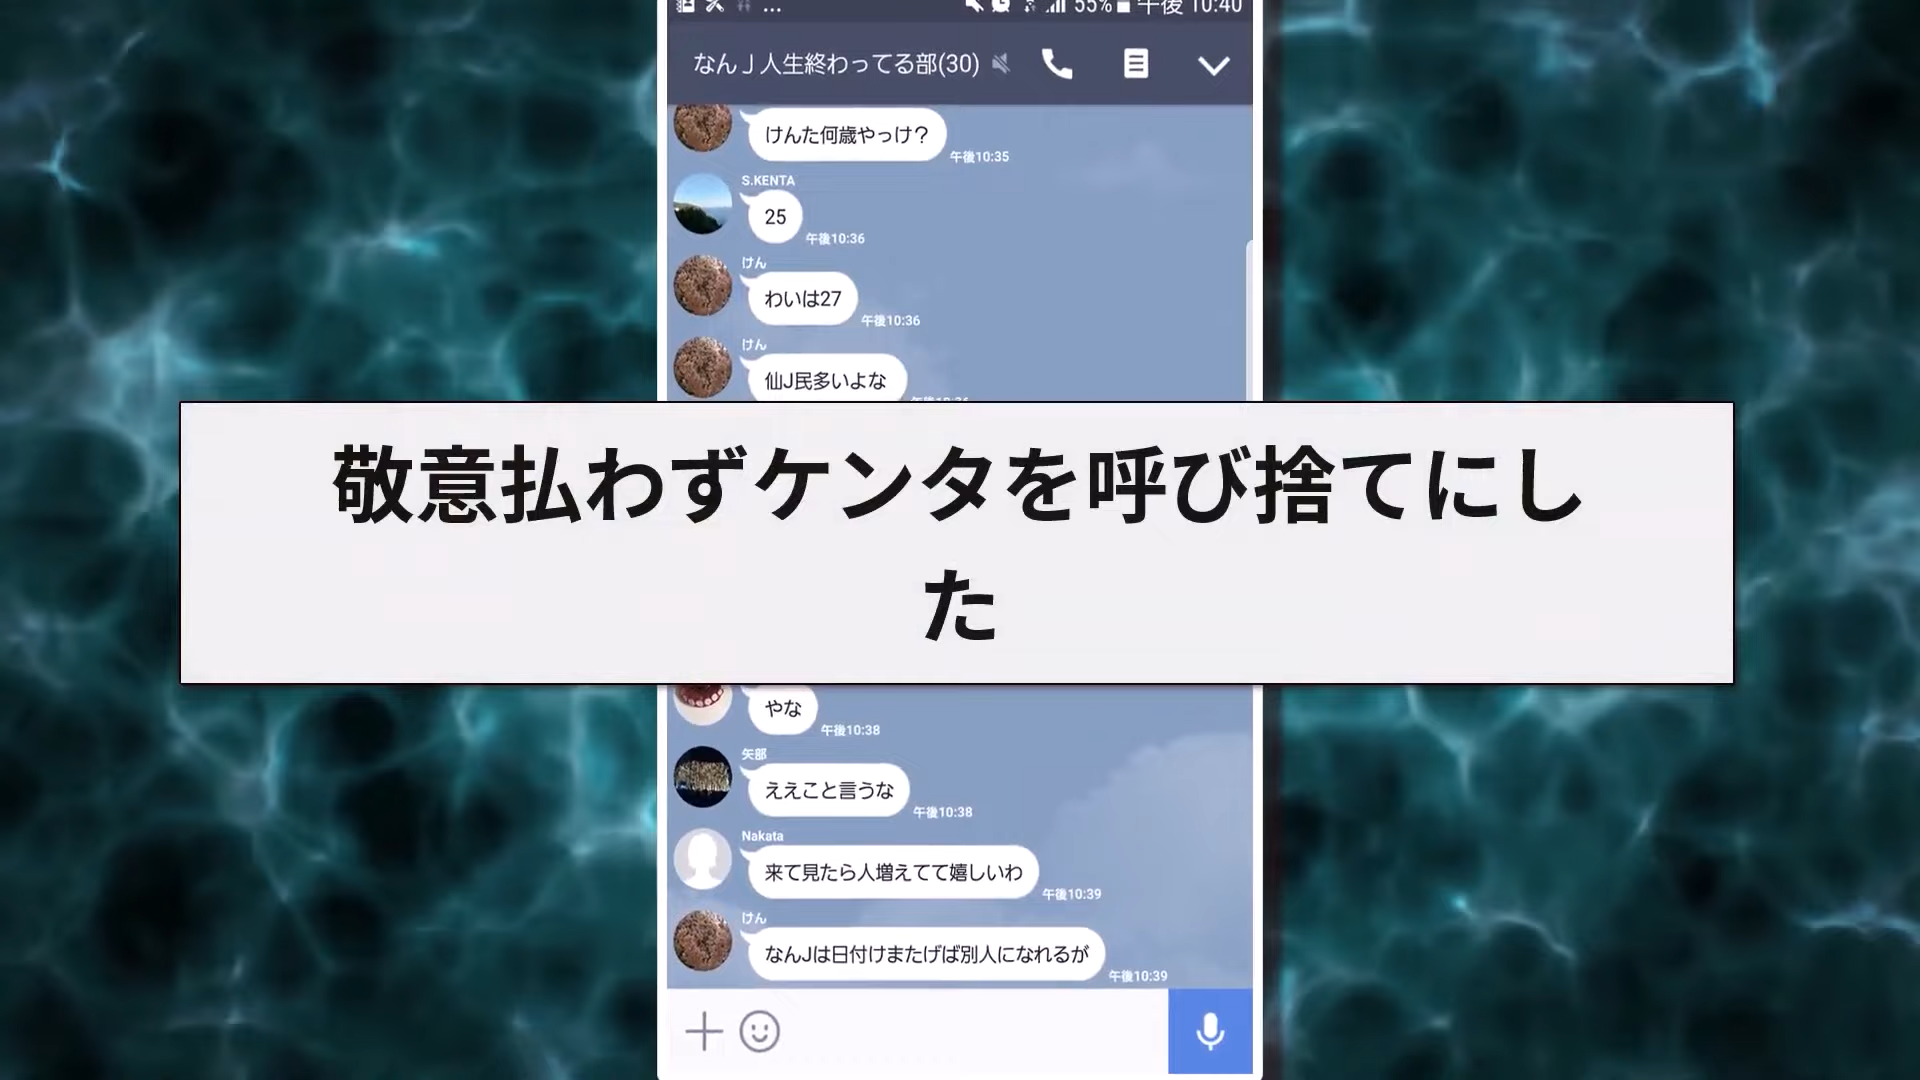 ... 55% 午後 10:40
なんJ人生終わってる部(30)
けんた何歳やっけ？
午後10:35
S.KENTA
25
午後10:36
けん
わいは27
午後10:36
けん
仙J民多いよな
敬意払わずケンタを呼び捨てにし
た
やな
午後10:38
矢部
ええこと言うな
午後10:38
Nakata
来て見たら人増えてて嬉しいわ
午後10:39
けん
なんJは日付けまたげば別人になれるが
午後10:39